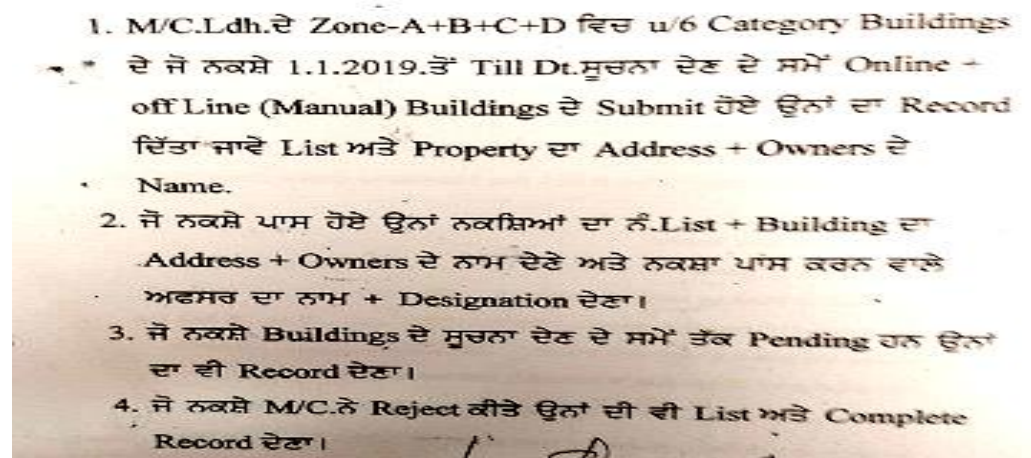 1. M/C.Ldh.ਦੇ Zone-A+B+C+D ਵਿਚ u/6 Category Buildings
ਦੇ ਜੋ ਨਕਸ਼ੇ 1.1.2019.ਤੋਂ Till Dt.ਸੂਚਨਾ ਦੇਣ ਦੇ ਸਮੇਂ Online +
off Line (Manual) Buildings ਦੇ Submit ਹੋਏ ਉਨਾਂ ਦਾ Record
ਦਿੱਤਾ ਜਾਵੇ List ਅਤੇ Property ਦਾ Address + Owners ਦੇ
Name.
2. ਜੋ ਨਕਸ਼ੇ ਪਾਸ ਹੋਏ ਉਨਾਂ ਨਕਸ਼ਿਆਂ ਦਾ ਨੰ.List + Building ਦਾ
Address + Owners ਦੇ ਨਾਮ ਦੇਣੇ ਅਤੇ ਨਕਸ਼ਾ ਪਾਸ ਕਰਨ ਵਾਲੇ
ਅਫਸਰ ਦਾ ਨਾਮ + Designation ਦੇਣਾ।
3. ਜੋ ਨਕਸ਼ੇ Buildings ਦੇ ਸੂਚਨਾ ਦੇਣ ਦੇ ਸਮੇਂ ਤੱਕ Pending ਹਨ ਉਨਾਂ
ਦਾ ਵੀ Record ਦੇਣਾ।
4. ਜੋ ਨਕਸ਼ੇ M/C.ਨੇ Reject ਕੀਤੇ ਉਨਾਂ ਦੀ ਵੀ List ਅਤੇ Complete
Record ਦੇਣਾ।